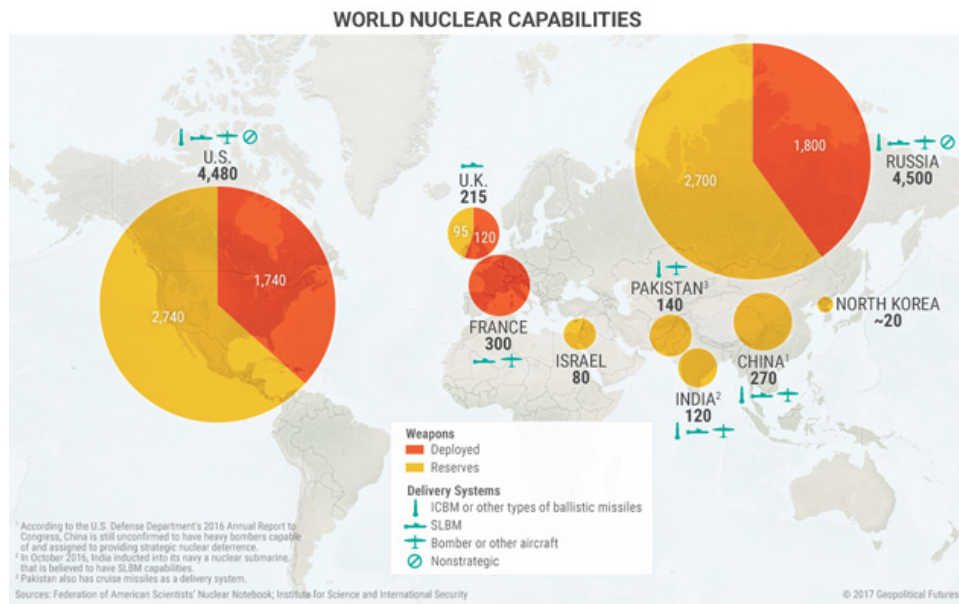 WORLD NUCLEAR CAPABILITIES
U.S.
4,480
1,740
2,740
U.K.
215
95
120
FRANCE
300
ISRAEL
80
PAKISTAN³
140
INDIA²
120
CHINA¹
270
NORTH KOREA
~20
RUSSIA
4,500
1,800
2,700
Weapons
Deployed
Reserves
Delivery Systems
ICBM or other types of ballistic missiles
SLBM
Bomber or other aircraft
Nonstrategic
¹ According to the U.S. Defense Department's 2016 Annual Report to
Congress, China is still unconfirmed to have heavy bombers capable
of and assigned to providing strategic nuclear deterrence.
² In October 2016, India inducted into its navy a nuclear submarine,
that is believed to have SLBM capabilities.
³ Pakistan also has cruise missiles as a delivery system.
Sources: Federation of American Scientists' Nuclear Notebook; Institute for Science and International Security
© 2017 Geopolitical Futures